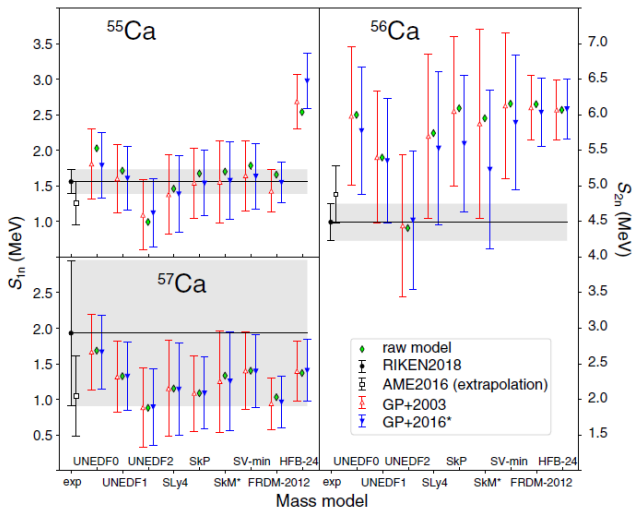 ⁵⁵Ca
⁵⁶Ca
3.5
3.0
2.5
2.0
1.5
1.0
7.0
6.5
6.0
5.5
5.0
4.5
4.0
3.5
3.0
2.5
2.0
1.5
S₁ₙ (MeV)
S₂ₙ (MeV)
⁵⁷Ca
2.5
2.0
1.5
1.0
0.5
raw model
RIKEN2018
AME2016 (extrapolation)
GP+2003
GP+2016*
UNEDF0 UNEDF2 SkP SV-min HFB-24
exp UNEDF1 SLy4 SkM* FRDM-2012
UNEDF0 UNEDF2 SkP SV-min HFB-24
exp UNEDF1 SLy4 SkM* FRDM-2012
Mass model